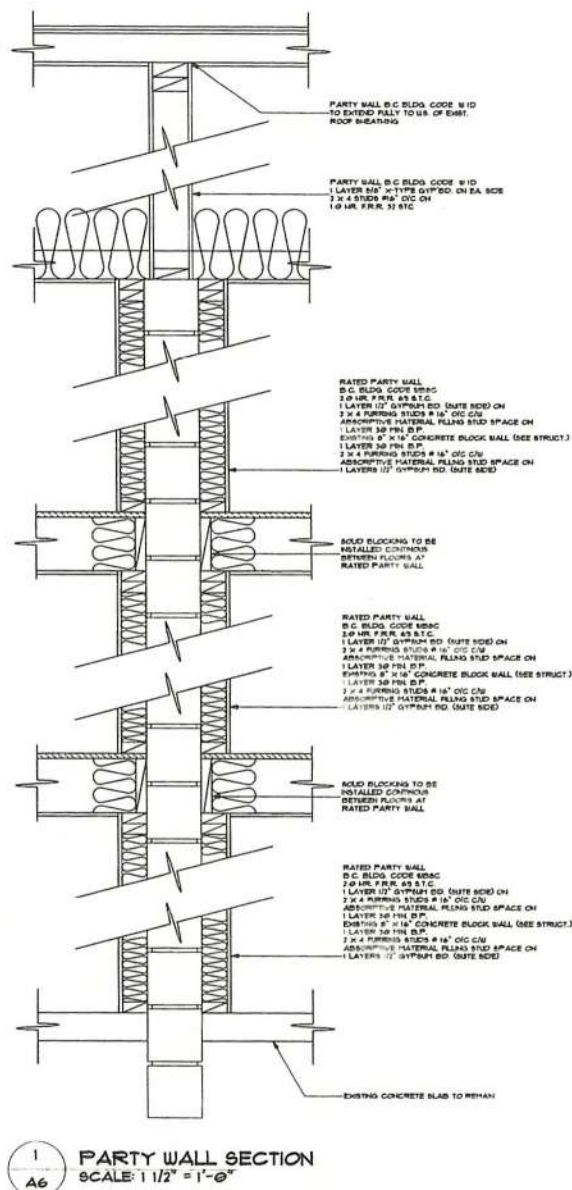 PARTY WALL B.C. BLDG. CODE W1D
TO EXTEND FULLY TO U/S. OF EXIST.
ROOF SHEATHING
PARTY WALL B.C. BLDG. CODE W1D
1 LAYER 5/8" X-TYPE GYP BD. ON EA. SIDE
2 X 4 STUDS @16" O/C ON
1.0 HR. F.R.R. 32 STC
RATED PARTY WALL
B.C. BLDG. CODE
2.0 HR. F.R.R. 65 S.T.C.
1 LAYER 1/2" GYPSUM BD. (SUITE SIDE) ON
2 X 4 FURRING STUDS @ 16" O/C C/W
ABSORPTIVE MATERIAL FILLING STUD SPACE ON
1 LAYER 30 MIN. B.P.
EXISTING 8" X 16" CONCRETE BLOCK WALL (SEE STRUCT.)
1 LAYER 30 MIN. B.P.
2 X 4 FURRING STUDS @ 16" O/C C/W
ABSORPTIVE MATERIAL FILLING STUD SPACE ON
1 LAYERS 1/2" GYPSUM BD. (SUITE SIDE)
SOLID BLOCKING TO BE
INSTALLED CONTINOUS
BETWEEN FLOORS AT
RATED PARTY WALL
RATED PARTY WALL
B.C. BLDG. CODE
2.0 HR. F.R.R. 65 S.T.C.
1 LAYER 1/2" GYPSUM BD. (SUITE SIDE) ON
2 X 4 FURRING STUDS @ 16" O/C C/W
ABSORPTIVE MATERIAL FILLING STUD SPACE ON
1 LAYER 30 MIN. B.P.
EXISTING 8" X 16" CONCRETE BLOCK WALL (SEE STRUCT.)
1 LAYER 30 MIN. B.P.
2 X 4 FURRING STUDS @ 16" O/C C/W
ABSORPTIVE MATERIAL FILLING STUD SPACE ON
1 LAYERS 1/2" GYPSUM BD. (SUITE SIDE)
SOLID BLOCKING TO BE
INSTALLED CONTINOUS
BETWEEN FLOORS AT
RATED PARTY WALL
RATED PARTY WALL
B.C. BLDG. CODE
2.0 HR. F.R.R. 65 S.T.C.
1 LAYER 1/2" GYPSUM BD. (SUITE SIDE) ON
2 X 4 FURRING STUDS @ 16" O/C C/W
ABSORPTIVE MATERIAL FILLING STUD SPACE ON
1 LAYER 30 MIN. B.P.
EXISTING 8" X 16" CONCRETE BLOCK WALL (SEE STRUCT.)
1 LAYER 30 MIN. B.P.
2 X 4 FURRING STUDS @ 16" O/C C/W
ABSORPTIVE MATERIAL FILLING STUD SPACE ON
1 LAYERS 1/2" GYPSUM BD. (SUITE SIDE)
EXISTING CONCRETE SLAB TO REMAIN
1
A6
PARTY WALL SECTION
SCALE: 1 1/2" = 1'-0"